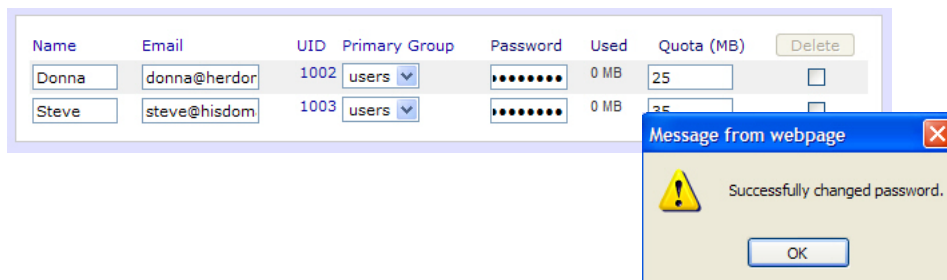 Name Email UID Primary Group Password Used Quota (MB) Delete
Donna donna@herdor 1002 users •••••••• 0 MB 25
Steve steve@hisdom 1003 users •••••••• 0 MB 35
Message from webpage
Successfully changed password.
OK